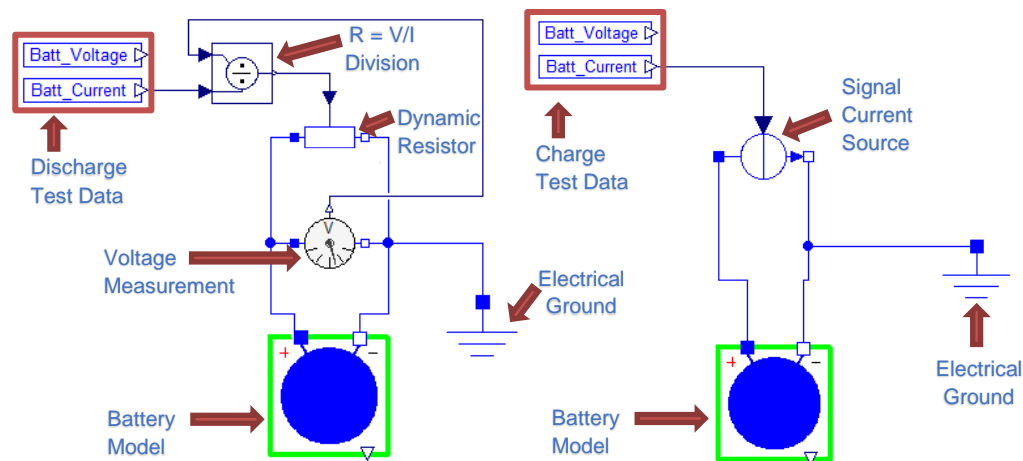 Batt_Voltage
Batt_Current
Discharge
Test Data
R = V/I
Division
Dynamic
Resistor
V
Voltage
Measurement
Electrical
Ground
+
−
Battery
Model
Batt_Voltage
Batt_Current
Charge
Test Data
Signal
Current
Source
Electrical
Ground
+
−
Battery
Model